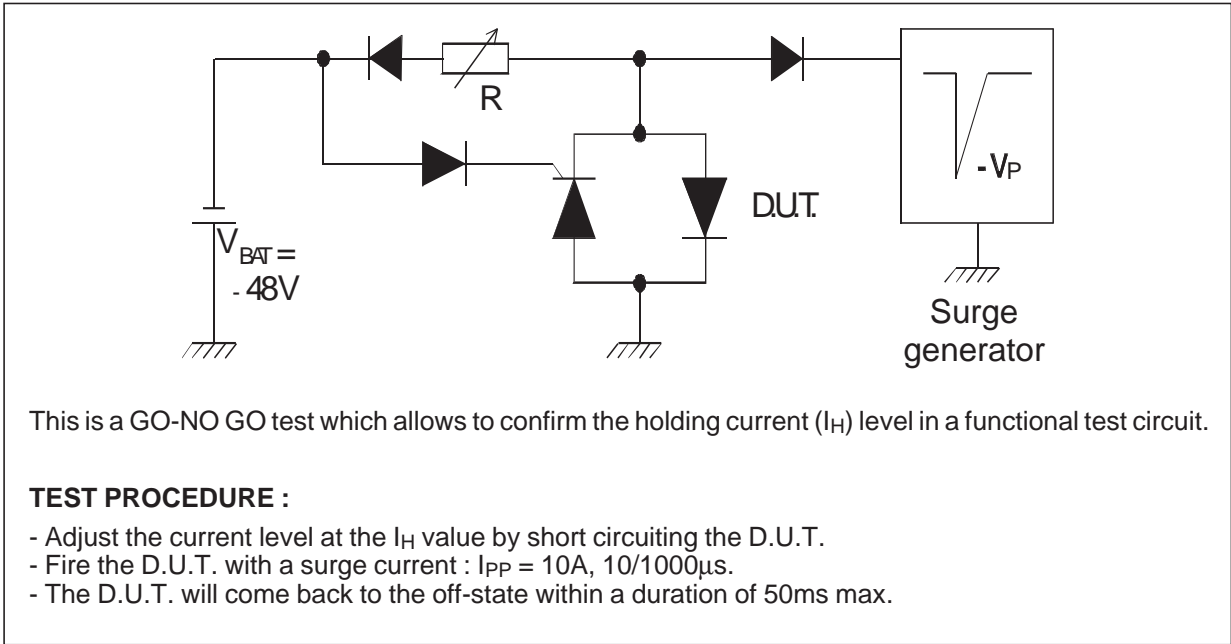 R
-VP
D.U.T.
VBAT =
- 48V
Surge
generator
This is a GO-NO GO test which allows to confirm the holding current (IH) level in a functional test circuit.
TEST PROCEDURE :
- Adjust the current level at the IH value by short circuiting the D.U.T.
- Fire the D.U.T. with a surge current : IPP = 10A, 10/1000μs.
- The D.U.T. will come back to the off-state within a duration of 50ms max.